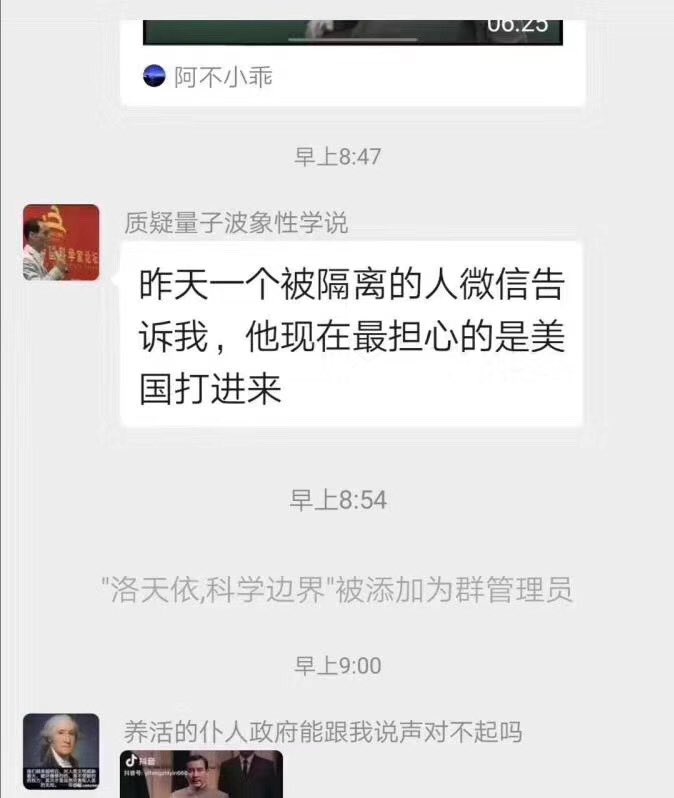 06:25
阿不小乖
早上8:47
质疑量子波象性学说
昨天一个被隔离的人微信告
诉我，他现在最担心的是美
国打进来
早上8:54
"洛天依,科学边界"被添加为群管理员
早上9:00
养活的仆人政府能跟我说声对不起吗
抖音